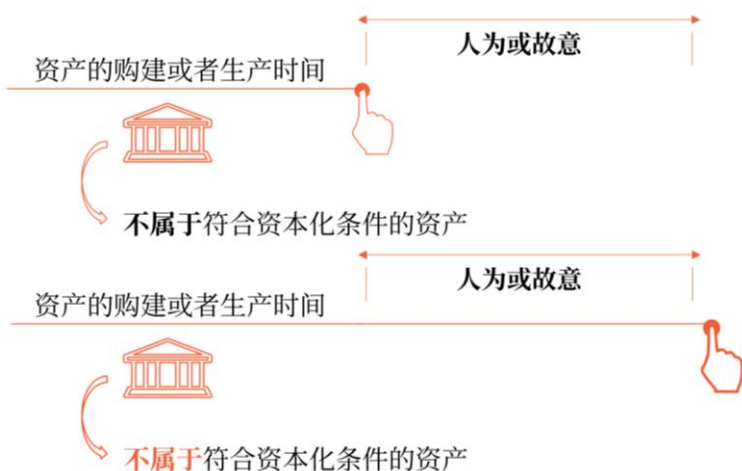 人为或故意
资产的购建或者生产时间
不属于符合资本化条件的资产
人为或故意
资产的购建或者生产时间
不属于符合资本化条件的资产